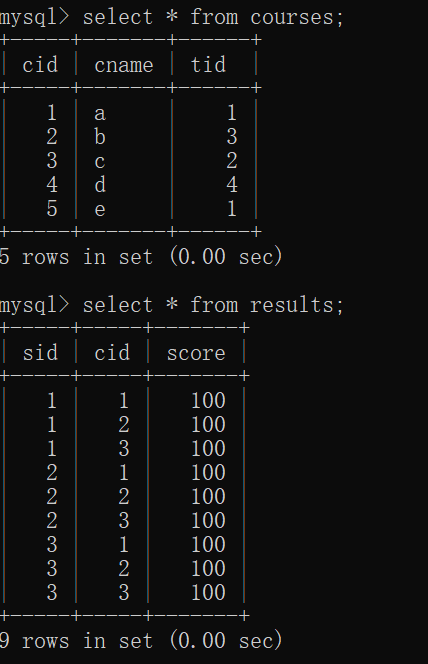 mysql> select * from courses;
+-----+-------+------+
| cid | cname | tid  |
+-----+-------+------+
|   1 | a     |    1 |
|   2 | b     |    3 |
|   3 | c     |    2 |
|   4 | d     |    4 |
|   5 | e     |    1 |
+-----+-------+------+
5 rows in set (0.00 sec)
mysql> select * from results;
+-----+-----+-------+
| sid | cid | score |
+-----+-----+-------+
|   1 |   1 |   100 |
|   1 |   2 |   100 |
|   1 |   3 |   100 |
|   2 |   1 |   100 |
|   2 |   2 |   100 |
|   2 |   3 |   100 |
|   3 |   1 |   100 |
|   3 |   2 |   100 |
|   3 |   3 |   100 |
+-----+-----+-------+
9 rows in set (0.00 sec)